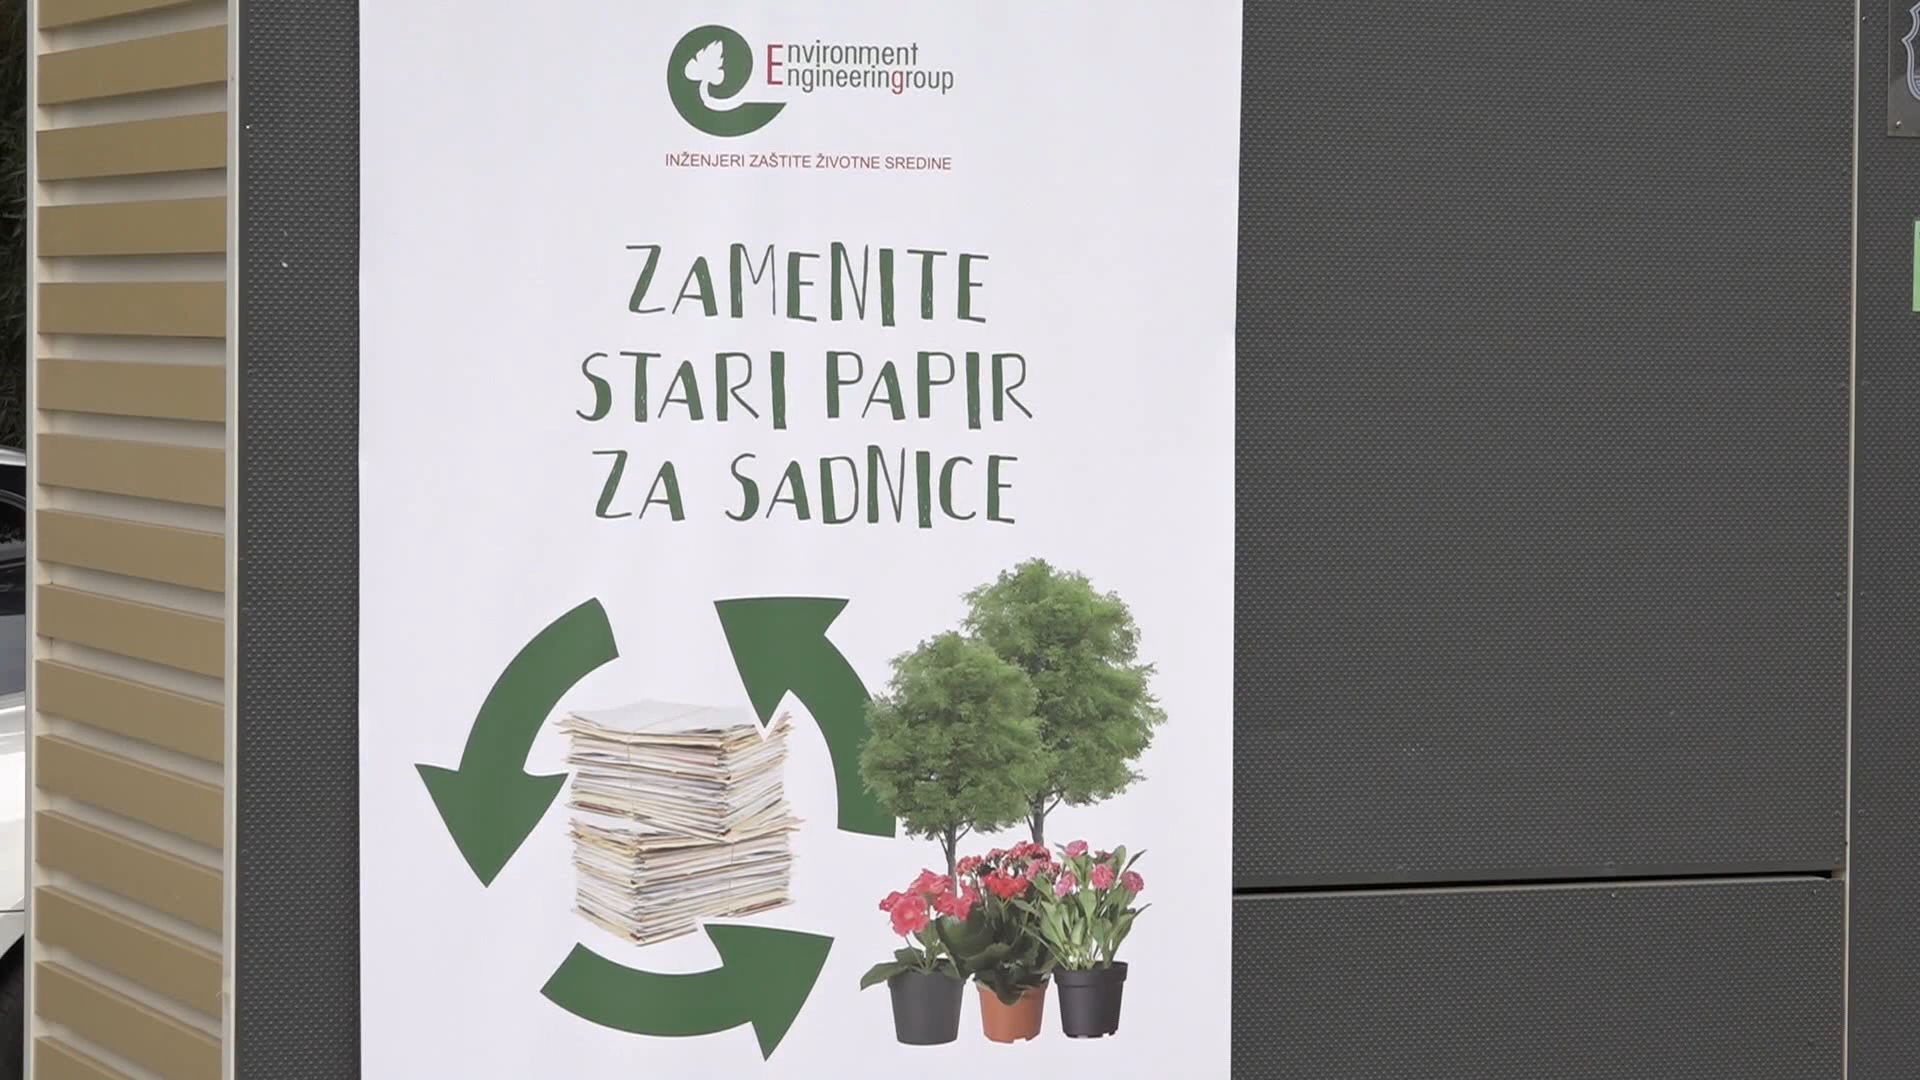 Environment
Engineeringroup
INŽENJERI ZAŠTITE ŽIVOTNE SREDINE
ZAMENITE
STARI PAPIR
ZA SADNICE